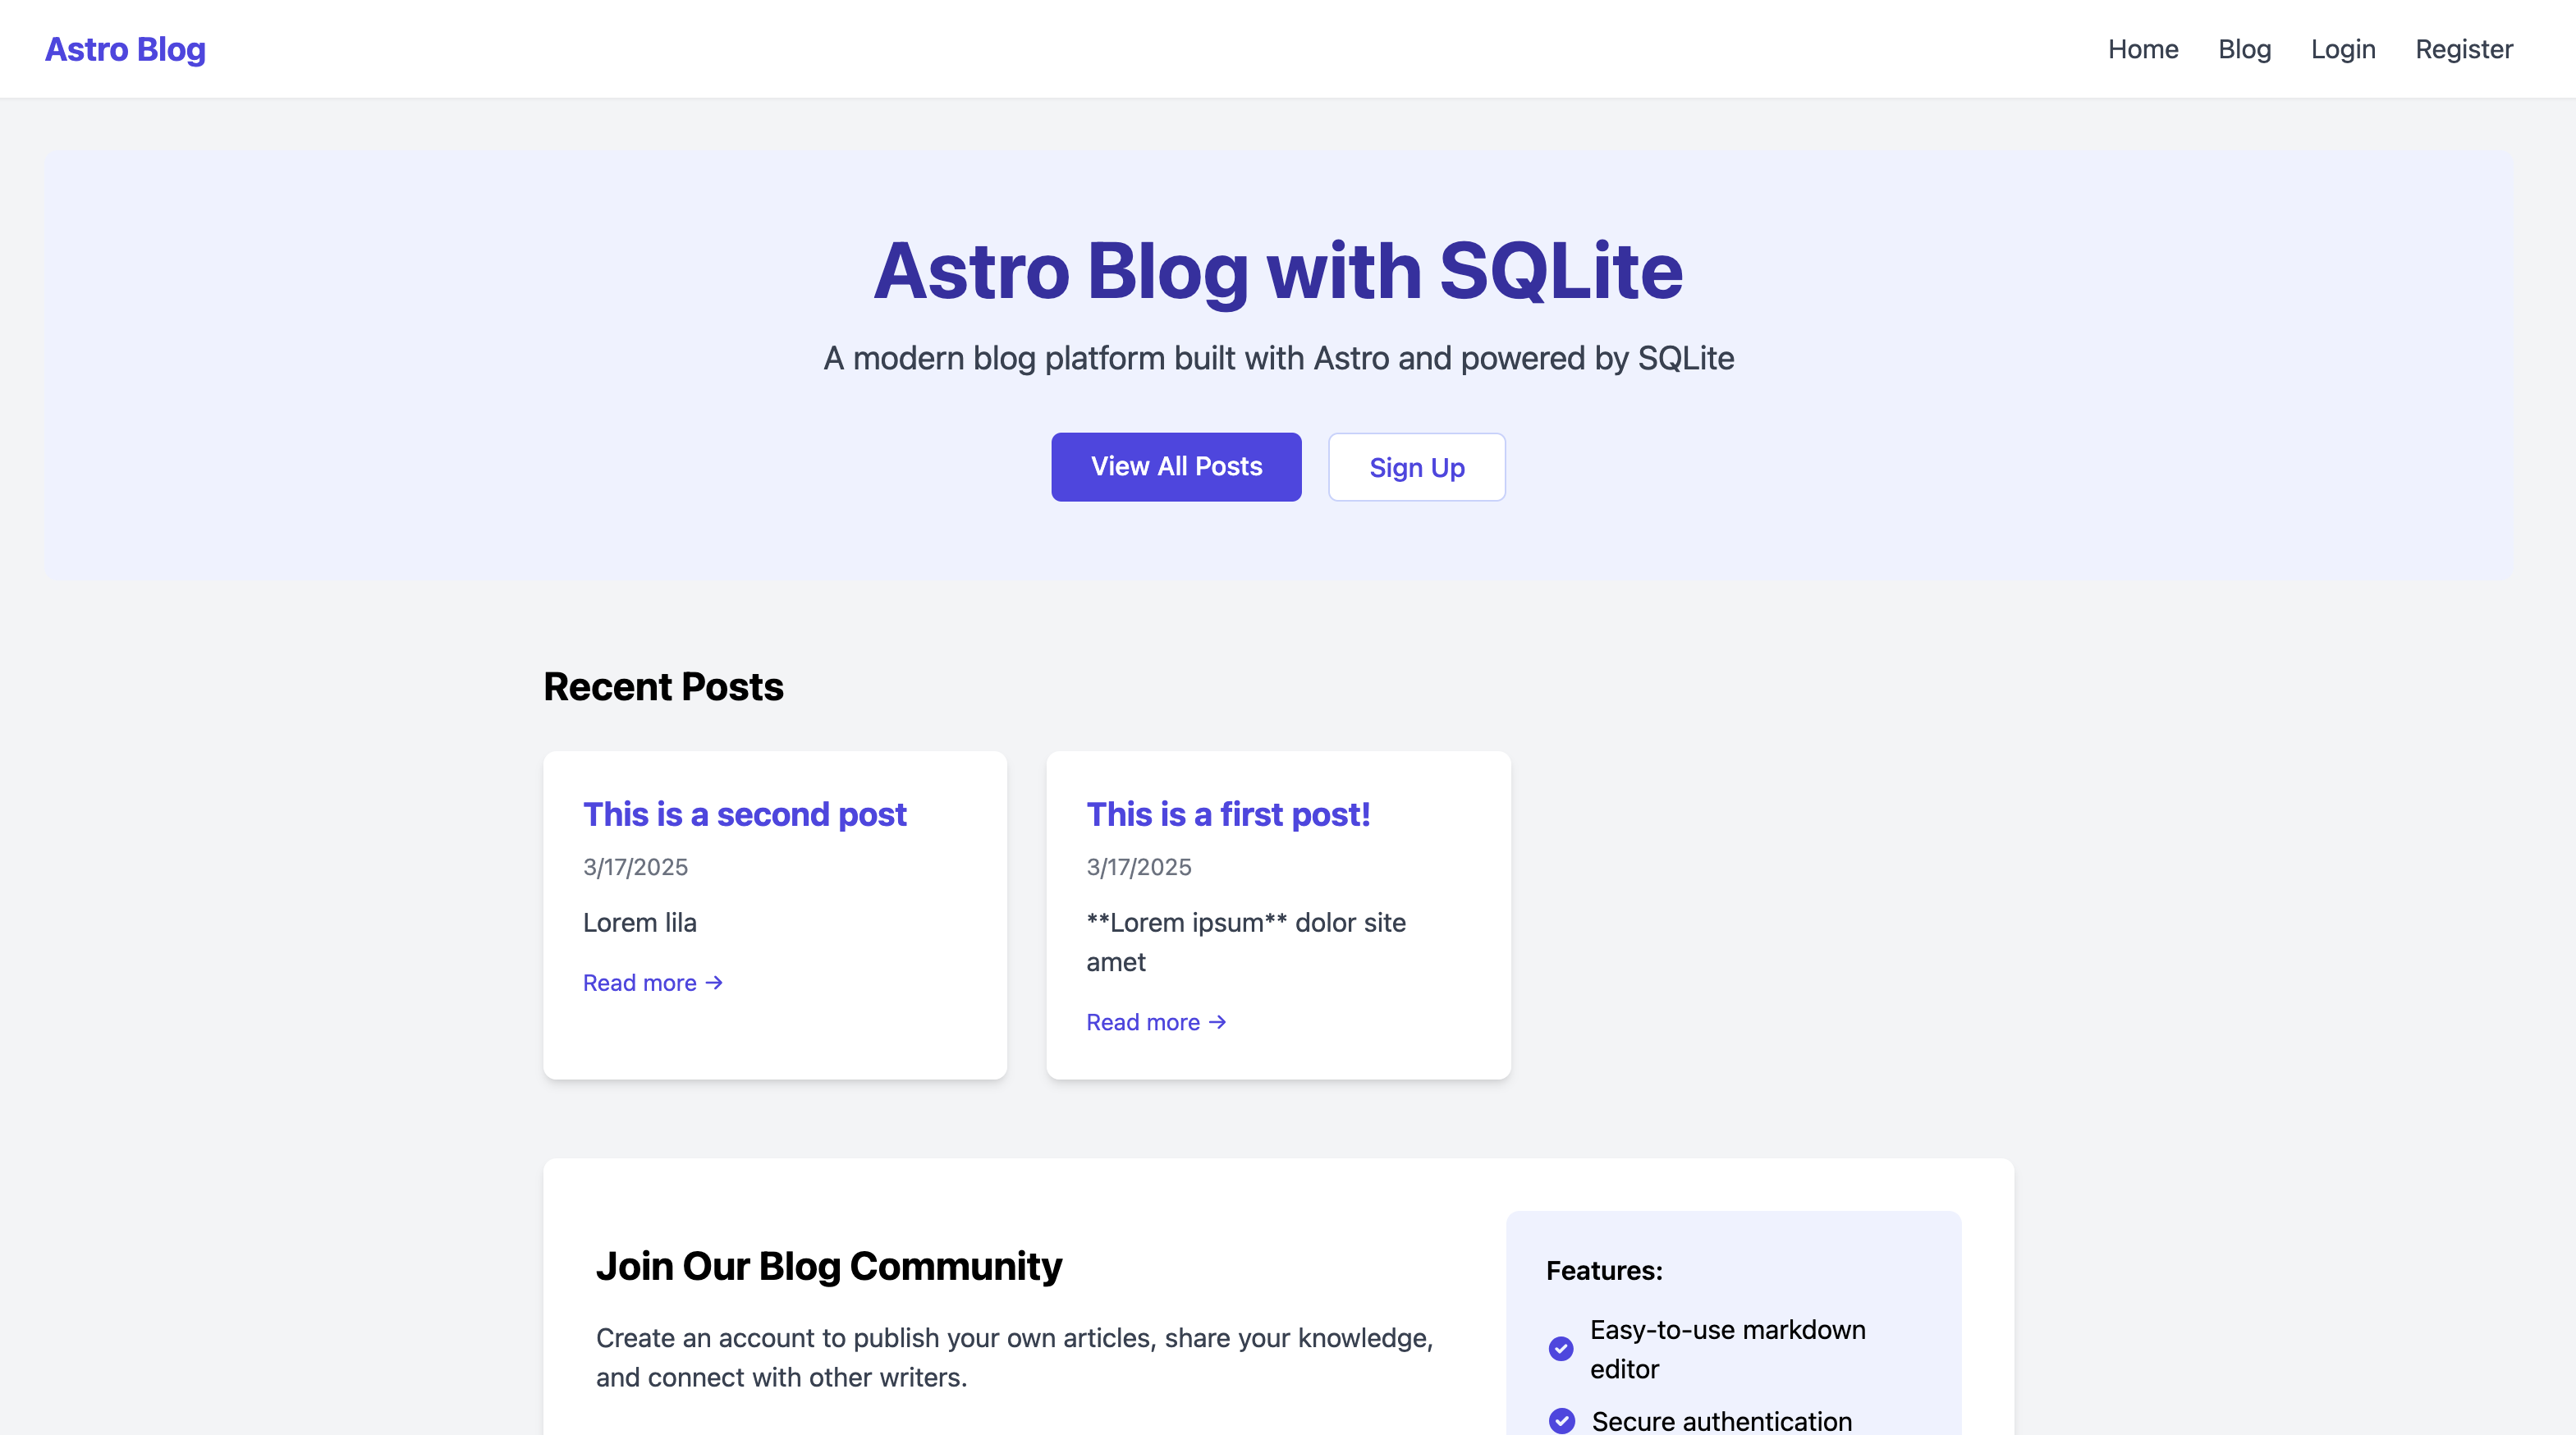 Astro Blog
Home Blog Login Register
Astro Blog with SQLite
A modern blog platform built with Astro and powered by SQLite
View All Posts
Sign Up
Recent Posts
This is a second post
3/17/2025
Lorem lila
Read more →
This is a first post!
3/17/2025
**Lorem ipsum** dolor site
amet
Read more →
Join Our Blog Community
Create an account to publish your own articles, share your knowledge,
and connect with other writers.
Features:
Easy-to-use markdown
editor
Secure authentication